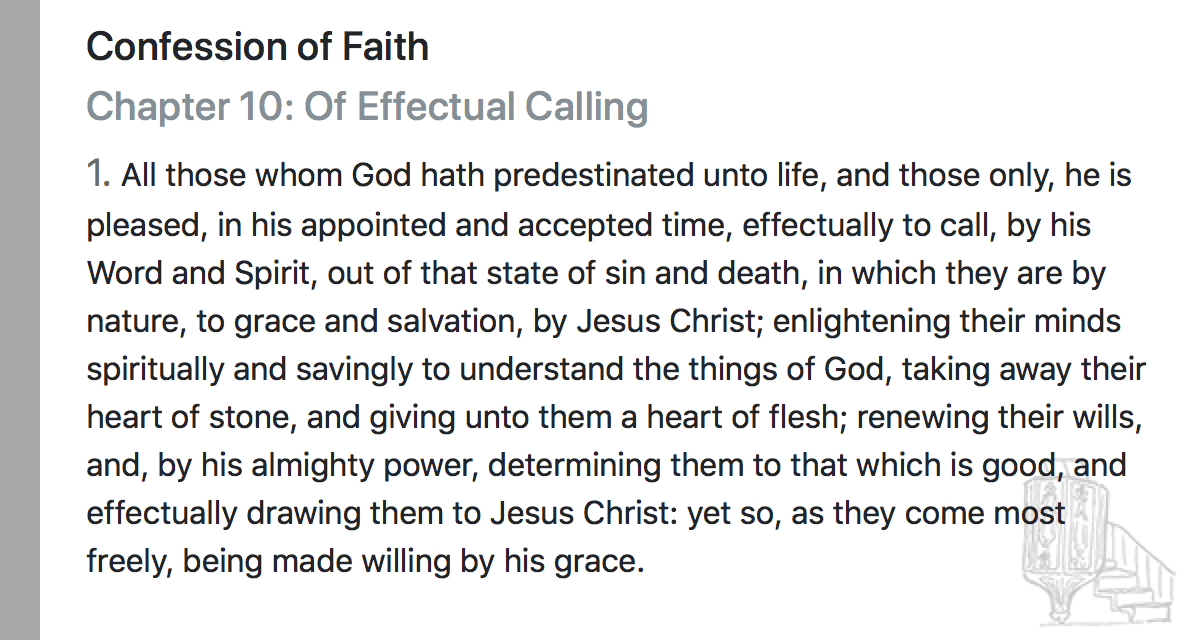 Confession of Faith
Chapter 10: Of Effectual Calling
1. All those whom God hath predestinated unto life, and those only, he is
pleased, in his appointed and accepted time, effectually to call, by his
Word and Spirit, out of that state of sin and death, in which they are by
nature, to grace and salvation, by Jesus Christ; enlightening their minds
spiritually and savingly to understand the things of God, taking away their
heart of stone, and giving unto them a heart of flesh; renewing their wills,
and, by his almighty power, determining them to that which is good, and
effectually drawing them to Jesus Christ: yet so, as they come most
freely, being made willing by his grace.